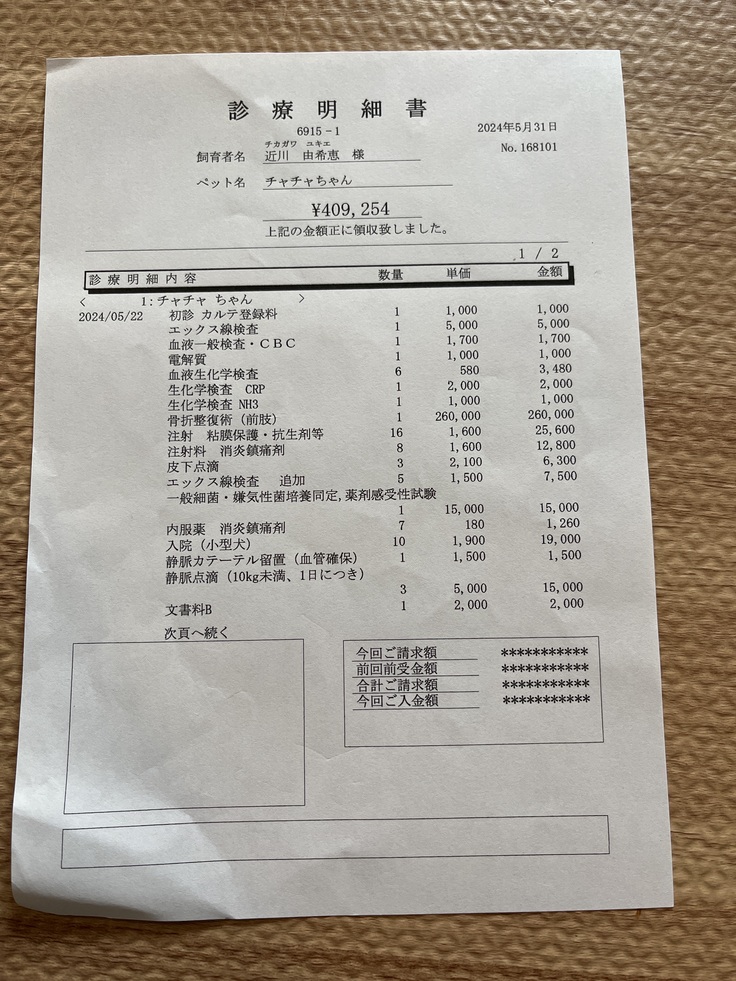 診療明細書
6915-1
2024年5月31日
チカガワ ユキエ
飼育者名 近川 由希恵 様
No.168101
ペット名 チャチャちゃん
¥409,254
上記の金額正に領収致しました。
1 / 2
診療明細内容 数量 単価 金額
< 1:チャチャ ちゃん >
2024/05/22 初診 カルテ登録料 1 1,000 1,000
エックス線検査 1 5,000 5,000
血液一般検査・ＣＢＣ 1 1,700 1,700
電解質 1 1,000 1,000
血液生化学検査 6 580 3,480
生化学検査 CRP 1 2,000 2,000
生化学検査 NH3 1 1,000 1,000
骨折整復術（前肢） 1 260,000 260,000
注射 粘膜保護・抗生剤等 16 1,600 25,600
注射料 消炎鎮痛剤 8 1,600 12,800
皮下点滴 3 2,100 6,300
エックス線検査 追加 5 1,500 7,500
一般細菌・嫌気性菌培養同定,薬剤感受性試験
1 15,000 15,000
内服薬 消炎鎮痛剤 7 180 1,260
入院（小型犬） 10 1,900 19,000
静脈カテーテル留置（血管確保） 1 1,500 1,500
静脈点滴（10kg未満、1日につき）
3 5,000 15,000
文書料B 1 2,000 2,000
次頁へ続く
今回ご請求額 ***********
前回前受金額 ***********
合計ご請求額 ***********
今回ご入金額 ***********